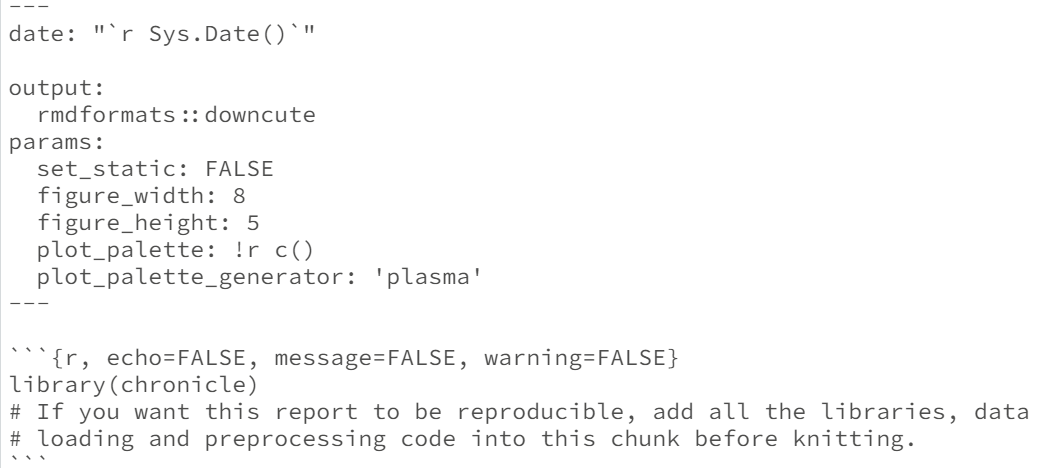 ---
date: "`r Sys.Date()`"
output:
  rmdformats::downcute
params:
  set_static: FALSE
  figure_width: 8
  figure_height: 5
  plot_palette: !r c()
  plot_palette_generator: 'plasma'
---
```{r, echo=FALSE, message=FALSE, warning=FALSE}
library(chronicle)
# If you want this report to be reproducible, add all the libraries, data
# loading and preprocessing code into this chunk before knitting.
```